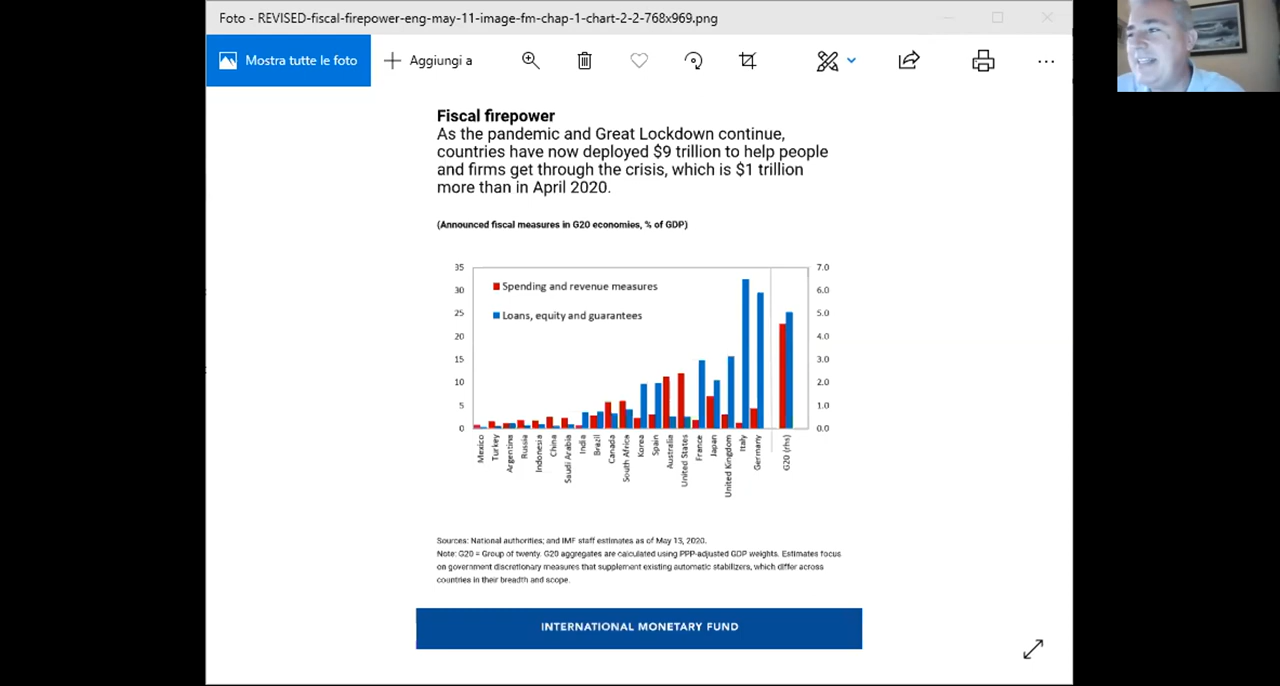 Foto - REVISED-fiscal-firepower-eng-may-11-image-fm-chap-1-chart-2-2-768x969.png
Mostra tutte le foto
Aggiungi a
Fiscal firepower
As the pandemic and Great Lockdown continue,
countries have now deployed $9 trillion to help people
and firms get through the crisis, which is $1 trillion
more than in April 2020.
(Announced fiscal measures in G20 economies, % of GDP)
35
30
25
20
15
10
5
0
Spending and revenue measures
Loans, equity and guarantees
7.0
6.0
5.0
4.0
3.0
2.0
1.0
0.0
Mexico
Turkey
Argentina
Russia
Indonesia
China
Saudi Arabia
India
Brazil
Canada
South Africa
Korea
Spain
Australia
United States
France
Japan
United Kingdom
Italy
Germany
G20 (rhs)
Sources: National authorities; and IMF staff estimates as of May 13, 2020.
Note: G20 = Group of twenty. G20 aggregates are calculated using PPP-adjusted GDP weights. Estimates focus
on government discretionary measures that supplement existing automatic stabilizers, which differ across
countries in their breadth and scope.
INTERNATIONAL MONETARY FUND